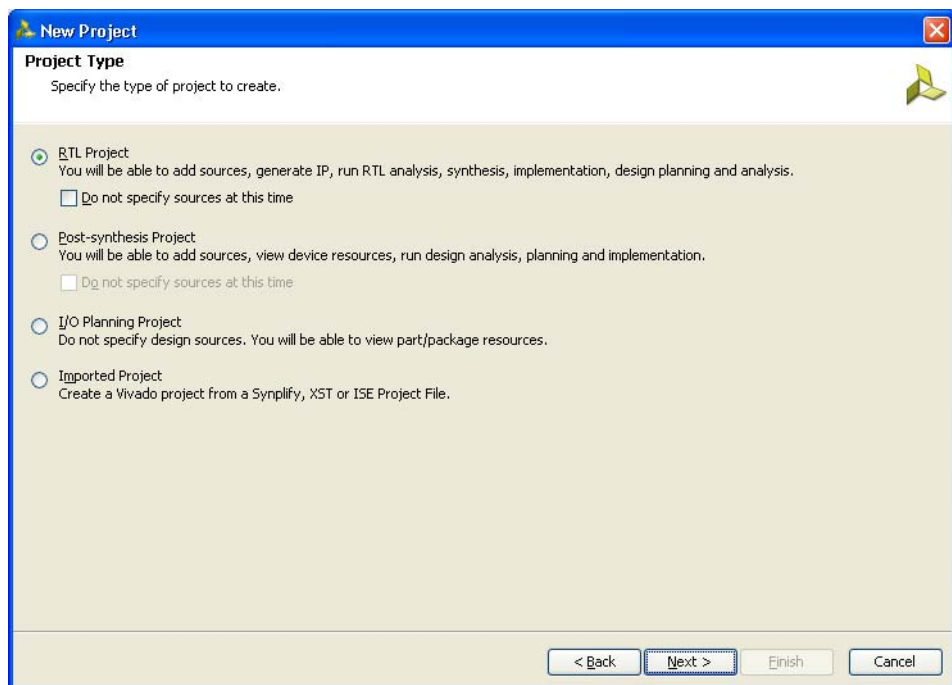 New Project
Project Type
Specify the type of project to create.
RTL Project
You will be able to add sources, generate IP, run RTL analysis, synthesis, implementation, design planning and analysis.
Do not specify sources at this time
Post-synthesis Project
You will be able to add sources, view device resources, run design analysis, planning and implementation.
Do not specify sources at this time
I/O Planning Project
Do not specify design sources. You will be able to view part/package resources.
Imported Project
Create a Vivado project from a Synplify, XST or ISE Project File.
< Back Next > Finish Cancel